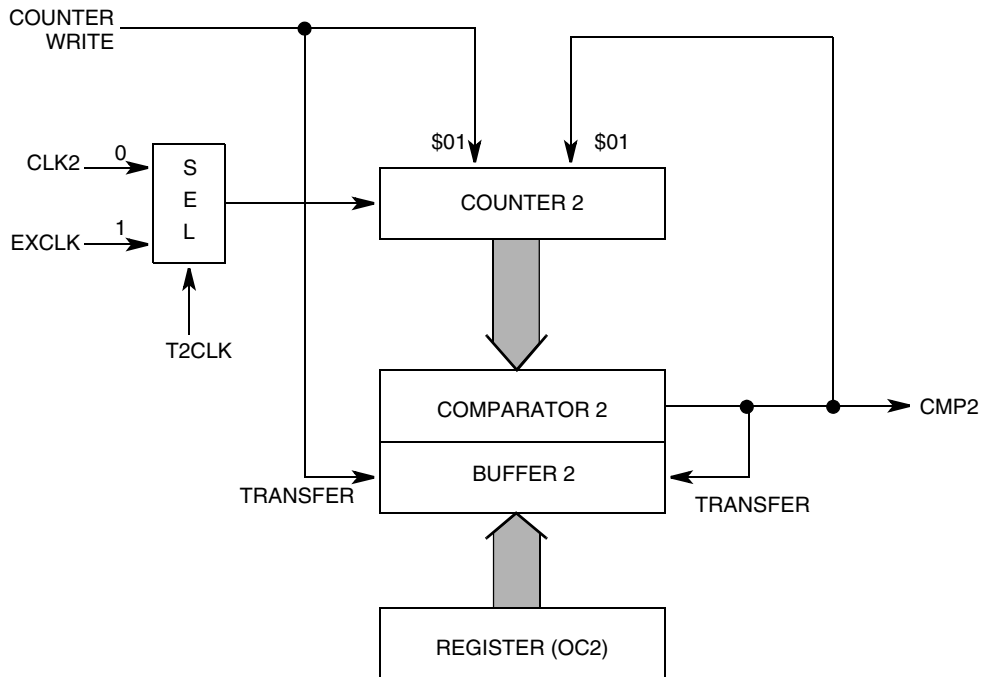 COUNTER
WRITE
$01
$01
CLK2
0
S
E
L
COUNTER 2
EXCLK
1
T2CLK
COMPARATOR 2
CMP2
BUFFER 2
TRANSFER
TRANSFER
REGISTER (OC2)